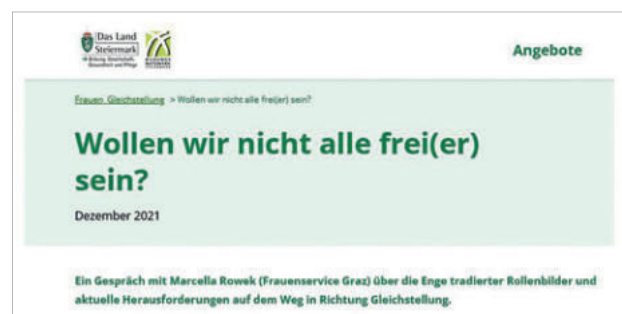 Das Land
Steiermark
Angebote
Frauen, Gleichstellung > Wollen wir nicht alle frei(er) sein?
Wollen wir nicht alle frei(er)
sein?
Dezember 2021
Ein Gespräch mit Marcella Rowek (Frauenservice Graz) über die Enge tradierter Rollenbilder und
aktuelle Herausforderungen auf dem Weg in Richtung Gleichstellung.